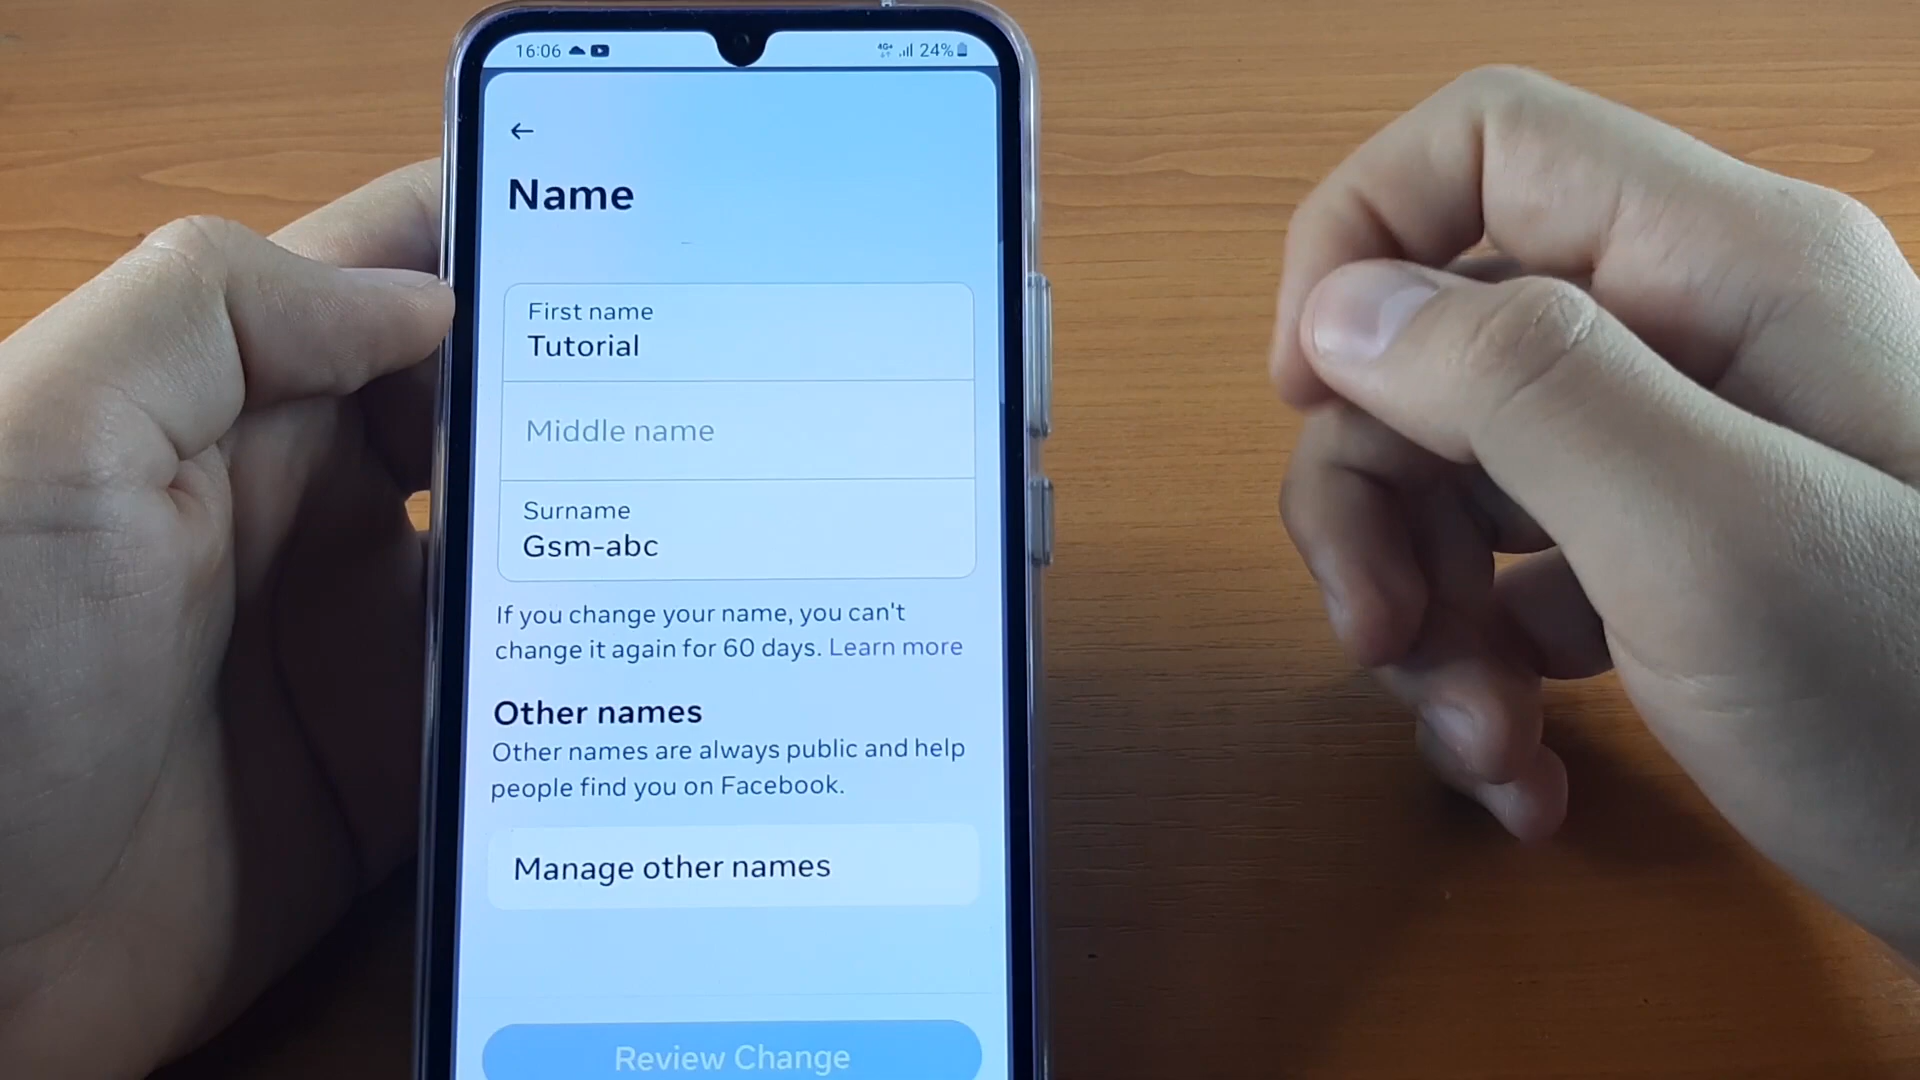 16:06 4G+ 24%
Name
First name
Tutorial
Middle name
Surname
Gsm-abc
If you change your name, you can't
change it again for 60 days. Learn more
Other names
Other names are always public and help
people find you on Facebook.
Manage other names
Review Change